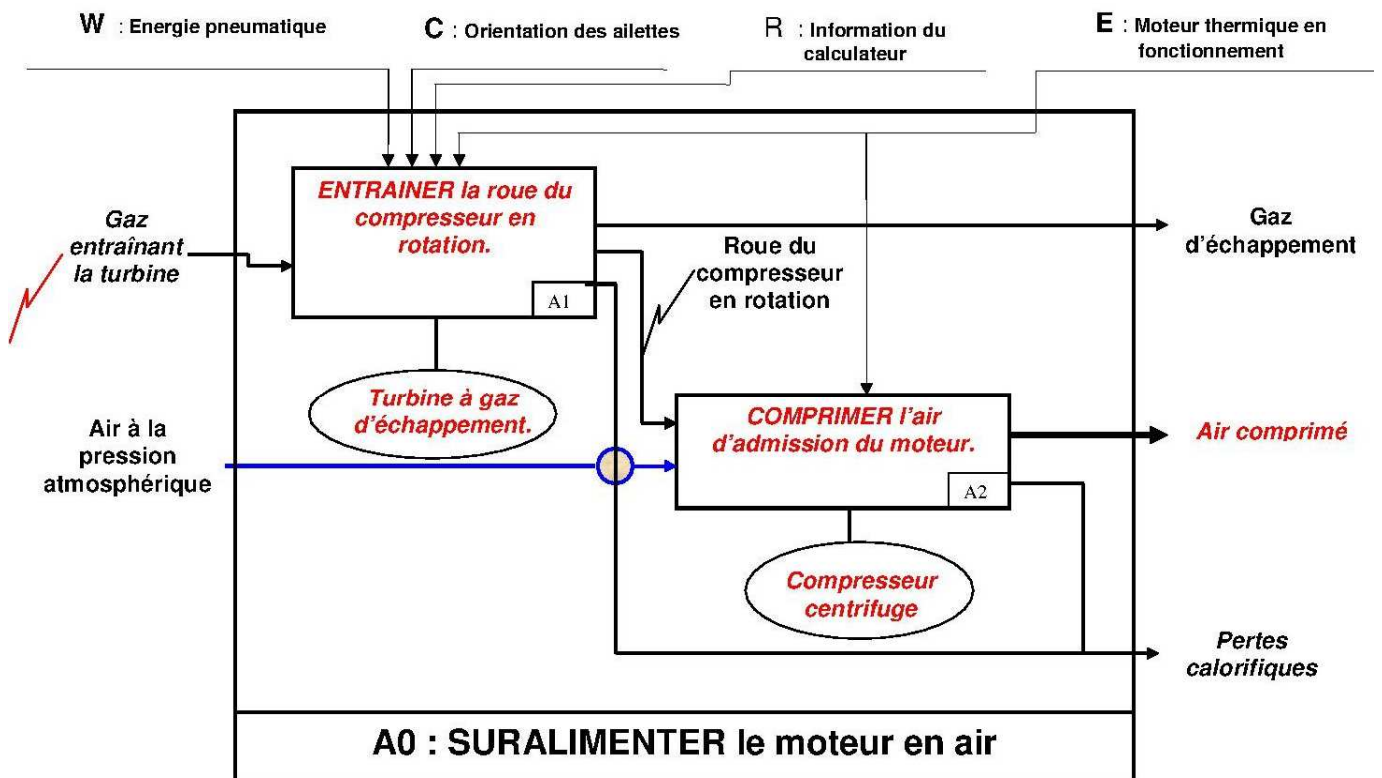 W : Energie pneumatique
C : Orientation des ailettes
R : Information du
calculateur
E : Moteur thermique en
fonctionnement
ENTRAINER la roue du
compresseur en
rotation.
A1
Gaz
entraînant
la turbine
Gaz
d'échappement
Roue du
compresseur
en rotation
Turbine à gaz
d'échappement.
Air à la
pression
atmosphérique
COMPRIMER l'air
d'admission du moteur.
A2
Air comprimé
Compresseur
centrifuge
Pertes
calorifiques
A0 : SURALIMENTER le moteur en air